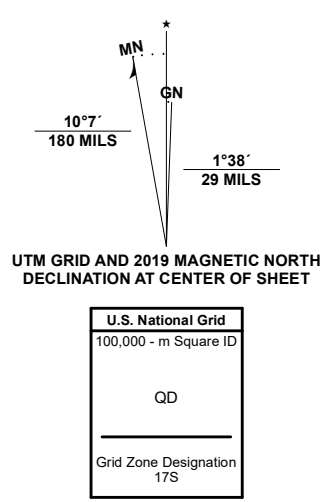 ★
MN
GN
10°7´
180 MILS
1°38´
29 MILS
UTM GRID AND 2019 MAGNETIC NORTH
DECLINATION AT CENTER OF SHEET
U.S. National Grid
100,000 - m Square ID
QD
Grid Zone Designation
17S